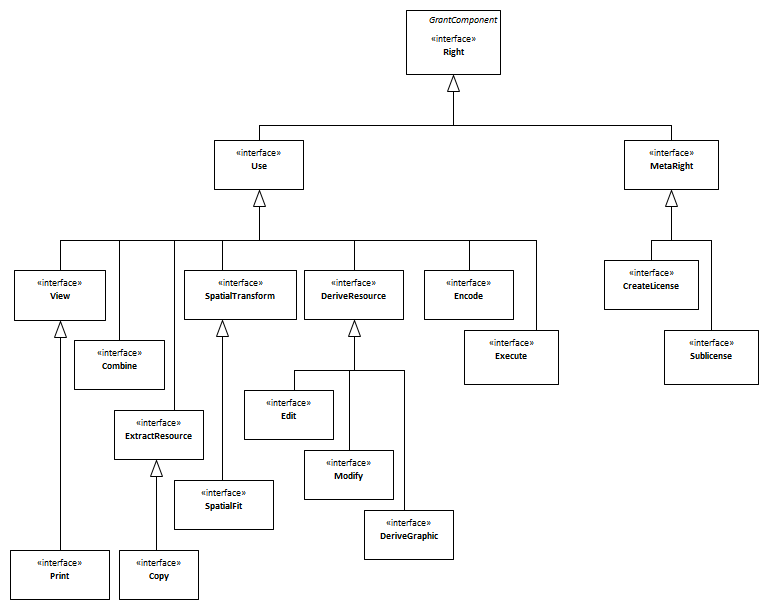 GrantComponent
«interface»
Right
«interface»
Use
«interface»
MetaRight
«interface»
View
«interface»
SpatialTransform
«interface»
DeriveResource
«interface»
Encode
«interface»
CreateLicense
«interface»
Combine
«interface»
Execute
«interface»
Sublicense
«interface»
Edit
«interface»
ExtractResource
«interface»
Modify
«interface»
SpatialFit
«interface»
DeriveGraphic
«interface»
Print
«interface»
Copy